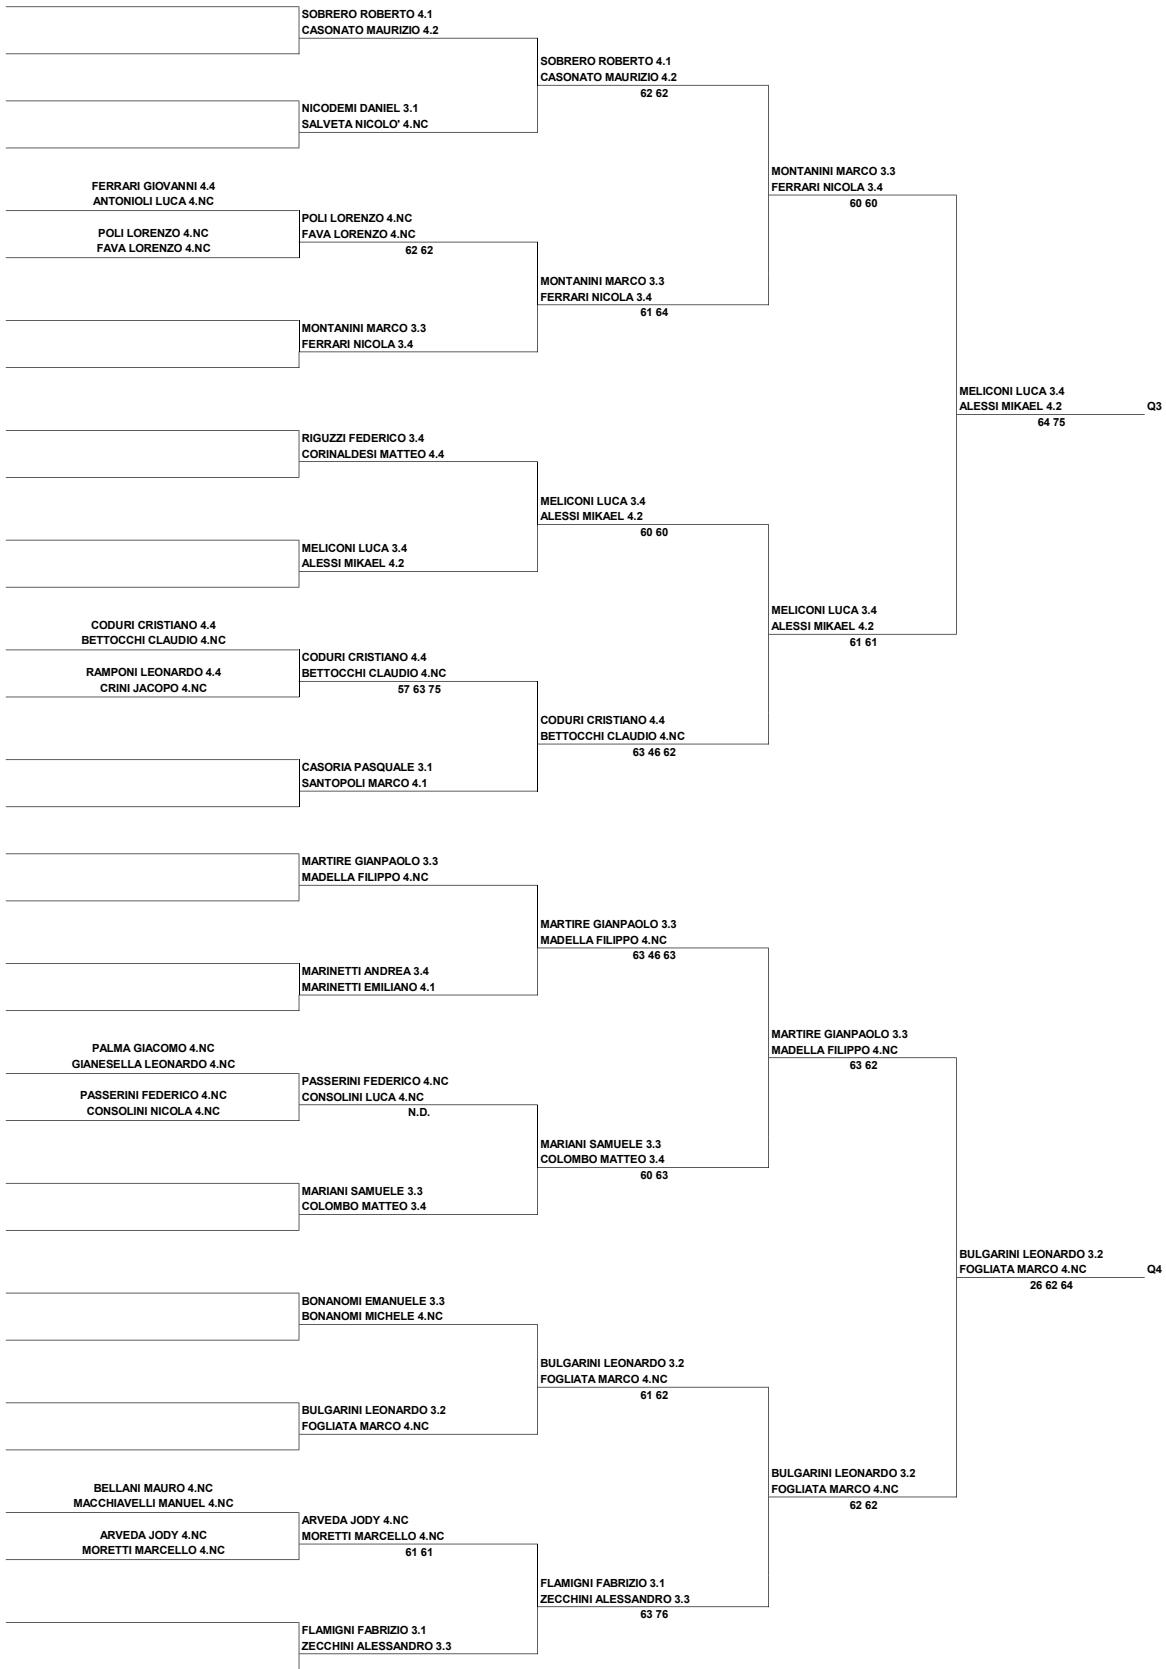 SOBRERO ROBERTO 4.1
CASONATO MAURIZIO 4.2
SOBRERO ROBERTO 4.1
CASONATO MAURIZIO 4.2
62 62
NICODEMI DANIEL 3.1
SALVETA NICOLO' 4.NC
MONTANINI MARCO 3.3
FERRARI NICOLA 3.4
60 60
FERRARI GIOVANNI 4.4
ANTONIOLI LUCA 4.NC
POLI LORENZO 4.NC
FAVA LORENZO 4.NC
62 62
POLI LORENZO 4.NC
FAVA LORENZO 4.NC
MONTANINI MARCO 3.3
FERRARI NICOLA 3.4
61 64
MONTANINI MARCO 3.3
FERRARI NICOLA 3.4
MELICONI LUCA 3.4
ALESSI MIKAEL 4.2
Q3
64 75
RIGUZZI FEDERICO 3.4
CORINALDESI MATTEO 4.4
MELICONI LUCA 3.4
ALESSI MIKAEL 4.2
60 60
MELICONI LUCA 3.4
ALESSI MIKAEL 4.2
MELICONI LUCA 3.4
ALESSI MIKAEL 4.2
61 61
CODURI CRISTIANO 4.4
BETTOCCHI CLAUDIO 4.NC
CODURI CRISTIANO 4.4
BETTOCCHI CLAUDIO 4.NC
57 63 75
RAMPONI LEONARDO 4.4
CRINI JACOPO 4.NC
CODURI CRISTIANO 4.4
BETTOCCHI CLAUDIO 4.NC
63 46 62
CASORIA PASQUALE 3.1
SANTOPOLI MARCO 4.1
MARTIRE GIANPAOLO 3.3
MADELLA FILIPPO 4.NC
MARTIRE GIANPAOLO 3.3
MADELLA FILIPPO 4.NC
63 46 63
MARINETTI ANDREA 3.4
MARINETTI EMILIANO 4.1
MARTIRE GIANPAOLO 3.3
MADELLA FILIPPO 4.NC
63 62
PALMA GIACOMO 4.NC
GIANESELLA LEONARDO 4.NC
PASSERINI FEDERICO 4.NC
CONSOLINI LUCA 4.NC
N.D.
PASSERINI FEDERICO 4.NC
CONSOLINI NICOLA 4.NC
MARIANI SAMUELE 3.3
COLOMBO MATTEO 3.4
60 63
MARIANI SAMUELE 3.3
COLOMBO MATTEO 3.4
BULGARINI LEONARDO 3.2
FOGLIATA MARCO 4.NC
Q4
26 62 64
BONANOMI EMANUELE 3.3
BONANOMI MICHELE 4.NC
BULGARINI LEONARDO 3.2
FOGLIATA MARCO 4.NC
61 62
BULGARINI LEONARDO 3.2
FOGLIATA MARCO 4.NC
BULGARINI LEONARDO 3.2
FOGLIATA MARCO 4.NC
62 62
BELLANI MAURO 4.NC
MACCHIAVELLI MANUEL 4.NC
ARVEDA JODY 4.NC
MORETTI MARCELLO 4.NC
61 61
ARVEDA JODY 4.NC
MORETTI MARCELLO 4.NC
FLAMIGNI FABRIZIO 3.1
ZECCHINI ALESSANDRO 3.3
63 76
FLAMIGNI FABRIZIO 3.1
ZECCHINI ALESSANDRO 3.3